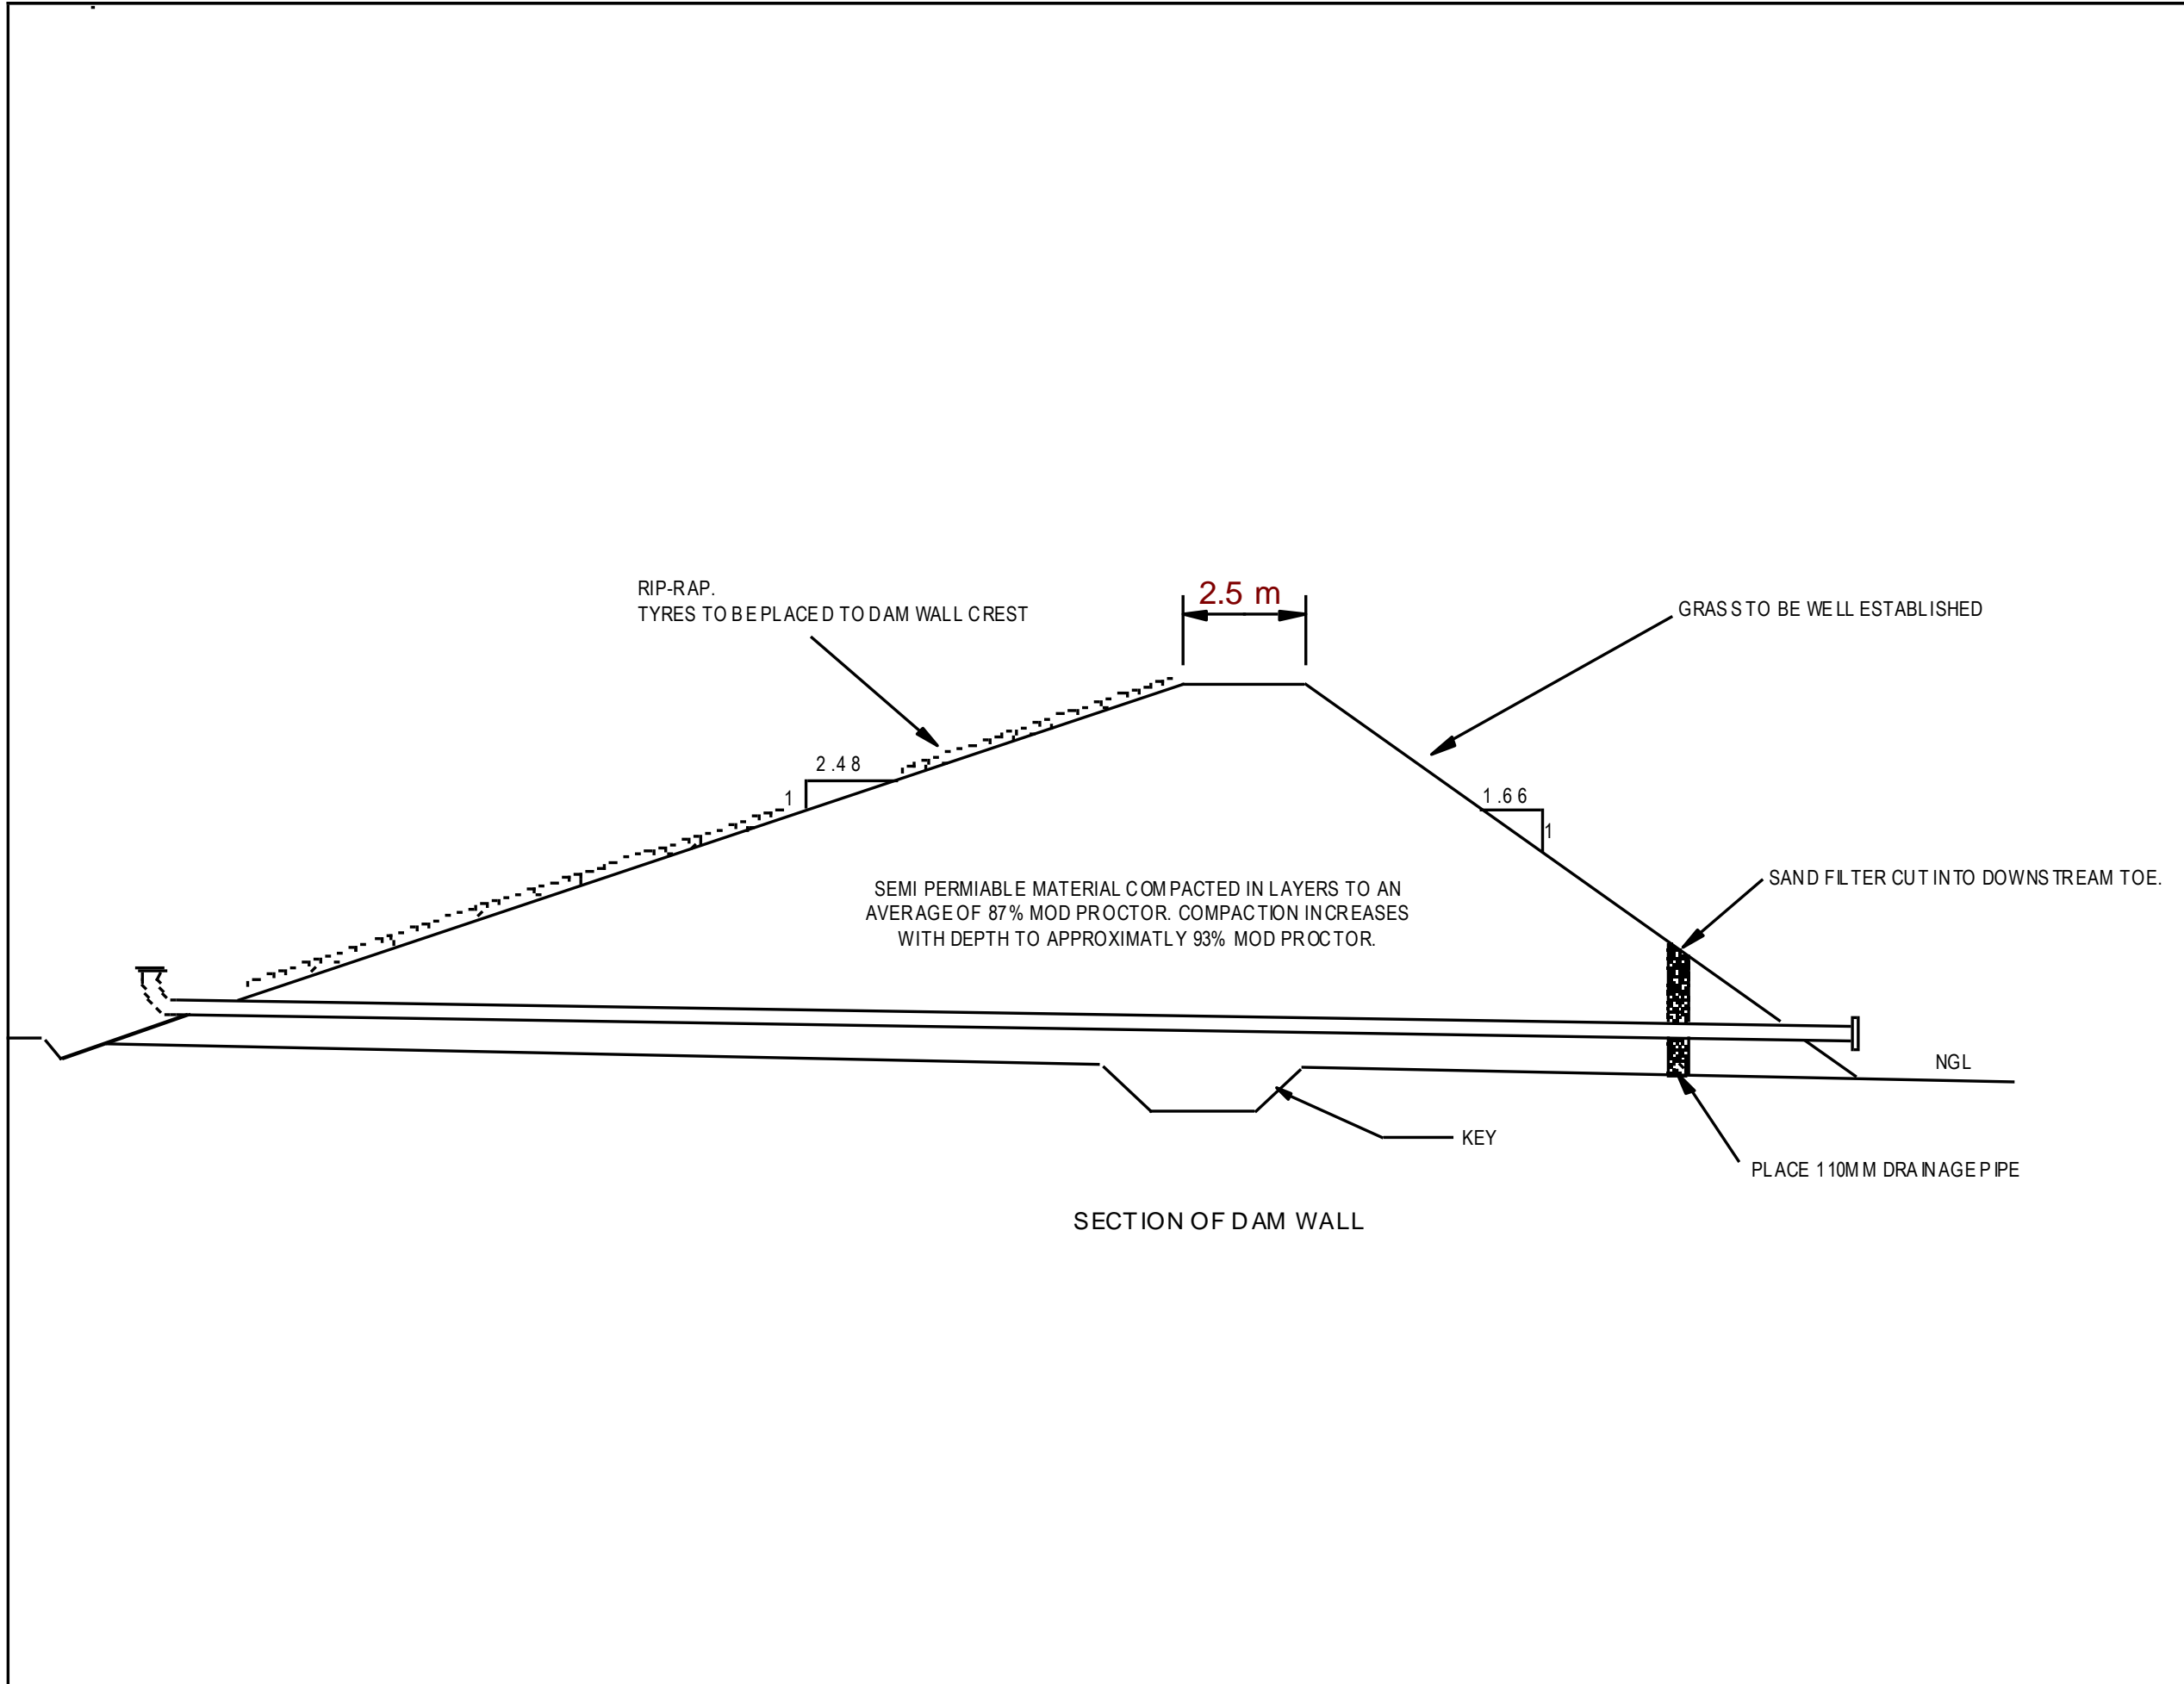 RIP-RAP.
TYRES TO BE PLACED TO DAM WALL CREST
2.5 m
GRASS TO BE WELL ESTABLISHED
2.48
1
1.66
1
SEMI PERMIABLE MATERIAL COMPACTED IN LAYERS TO AN
AVERAGE OF 87% MOD PROCTOR. COMPACTION INCREASES
WITH DEPTH TO APPROXIMATLY 93% MOD PROCTOR.
SAND FILTER CUT INTO DOWNSTREAM TOE.
NGL
KEY
PLACE 110MM DRAINAGE PIPE
SECTION OF DAM WALL